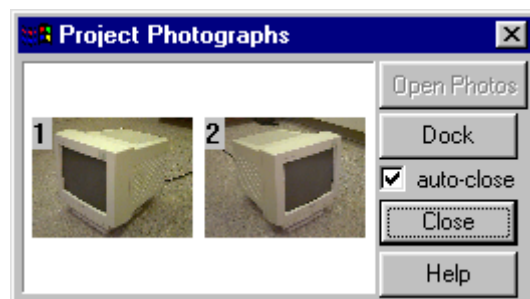 Project Photographs
1 2
Open Photos
Dock
auto-close
Close
Help